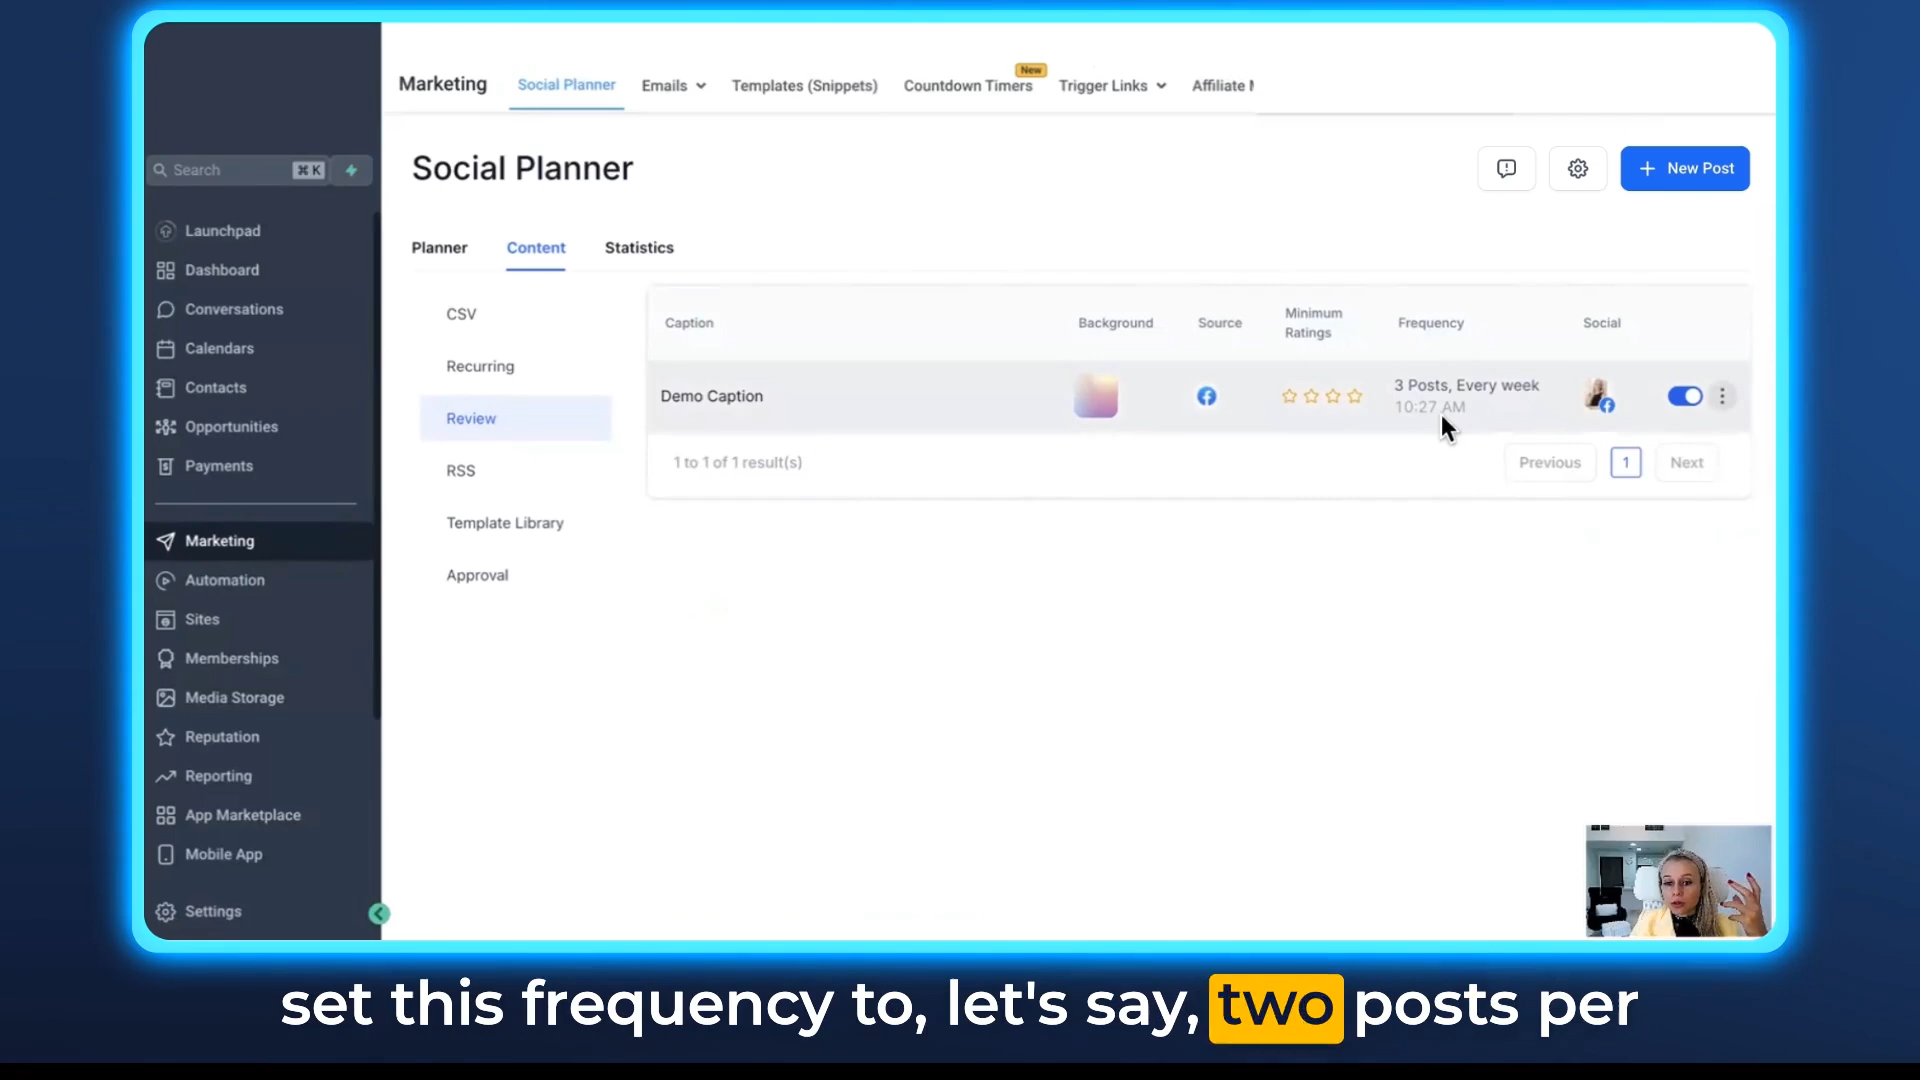 Marketing
Social Planner
Emails
Templates (Snippets)
Countdown Timers
New
Trigger Links
Affiliate M
Search
⌘ K
Social Planner
+ New Post
Launchpad
Dashboard
Conversations
Calendars
Contacts
Opportunities
Payments
Marketing
Automation
Sites
Memberships
Media Storage
Reputation
Reporting
App Marketplace
Mobile App
Settings
Planner
Content
Statistics
CSV
Recurring
Review
RSS
Template Library
Approval
Caption
Background
Source
Minimum
Ratings
Frequency
Social
Demo Caption
3 Posts, Every week
10:27 AM
1 to 1 of 1 result(s)
Previous
1
Next
set this frequency to, let's say, two posts per